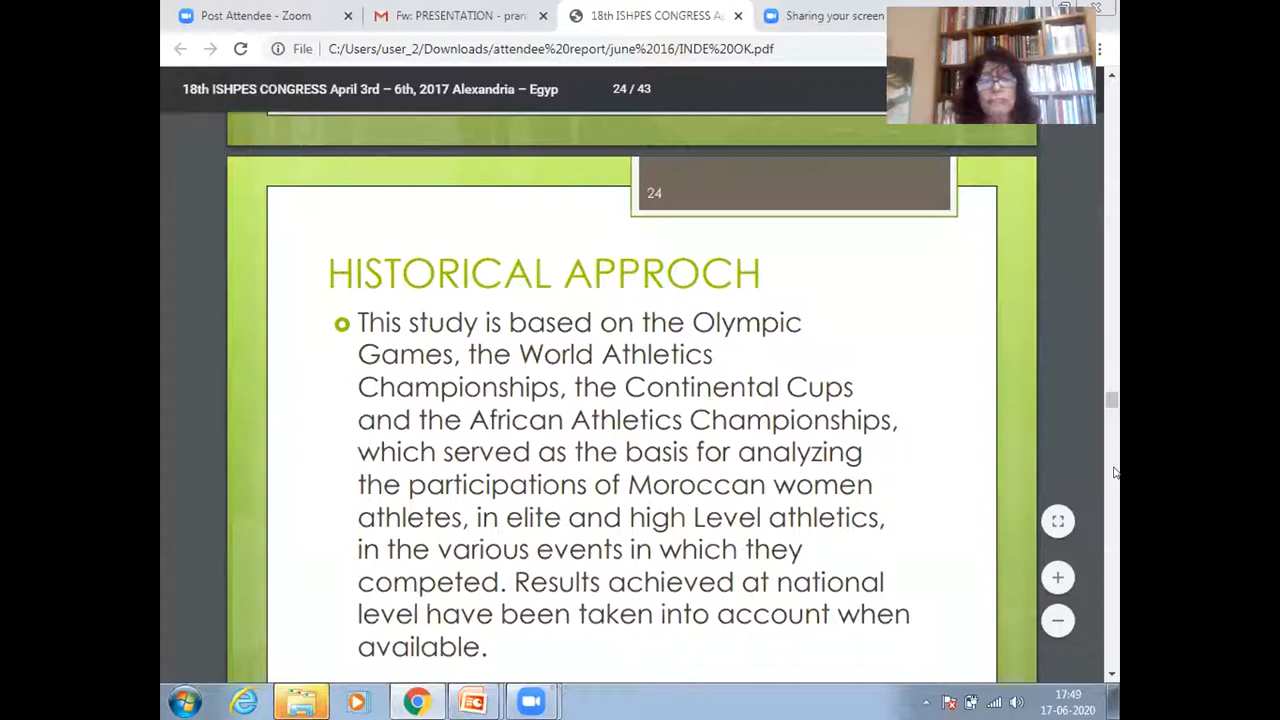 Post Attendee - Zoom
Fw: PRESENTATION - pran
18th ISHPES CONGRESS A
Sharing your screen
File
C:/Users/user_2/Downloads/attendee%20report/june%2016/INDE%20OK.pdf
18th ISHPES CONGRESS April 3rd – 6th, 2017 Alexandria – Egyp
24 / 43
24
HISTORICAL APPROCH
This study is based on the Olympic
Games, the World Athletics
Championships, the Continental Cups
and the African Athletics Championships,
which served as the basis for analyzing
the participations of Moroccan women
athletes, in elite and high Level athletics,
in the various events in which they
competed. Results achieved at national
level have been taken into account when
available.
17:49
17-06-2020